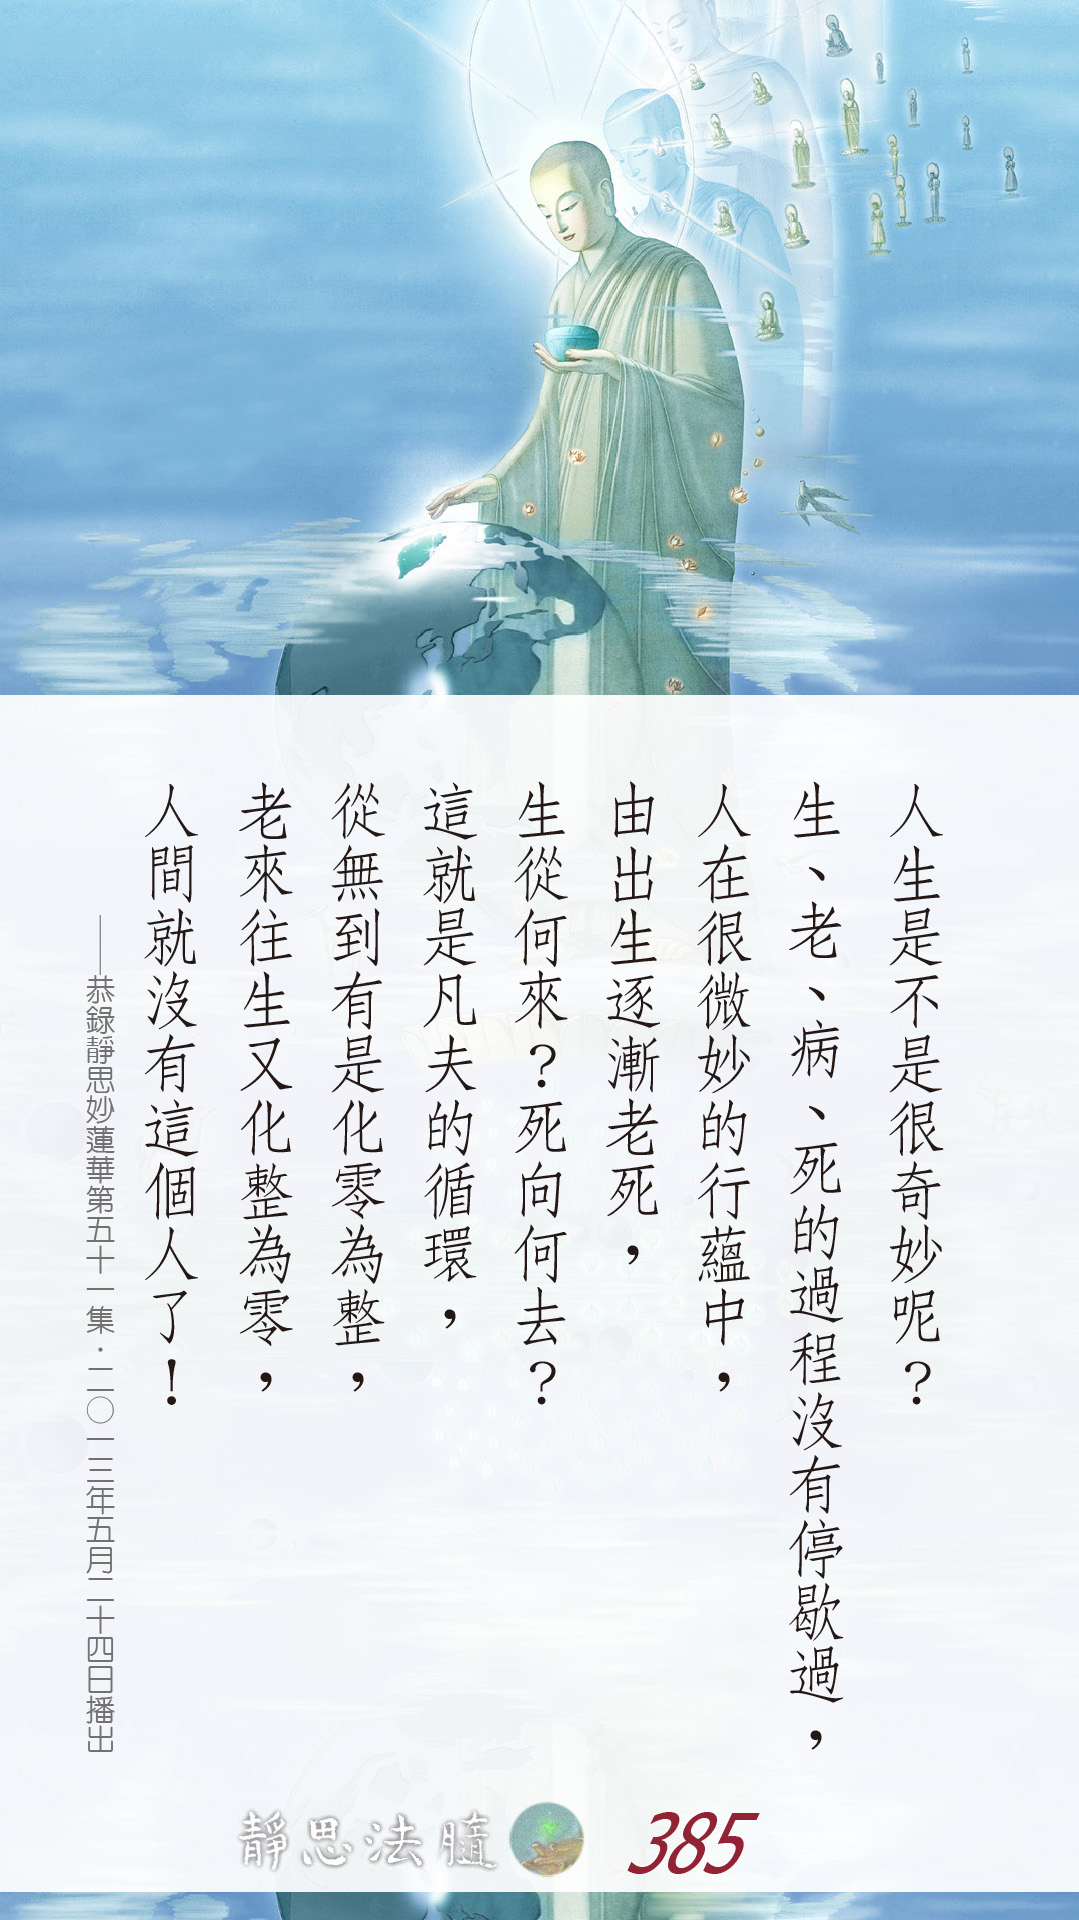 人生是不是很奇妙呢？
生、老、病、死的過程沒有停歇過，
人在很微妙的行蘊中，
由出生逐漸老死，
生從何來？死向何去？
這就是凡夫的循環，
從無到有是化零為整，
老來往生又化整為零，
人間就沒有這個人了！
——恭錄靜思妙蓮華第五十一集．二〇一三年五月二十四日播出
靜思法髓
385